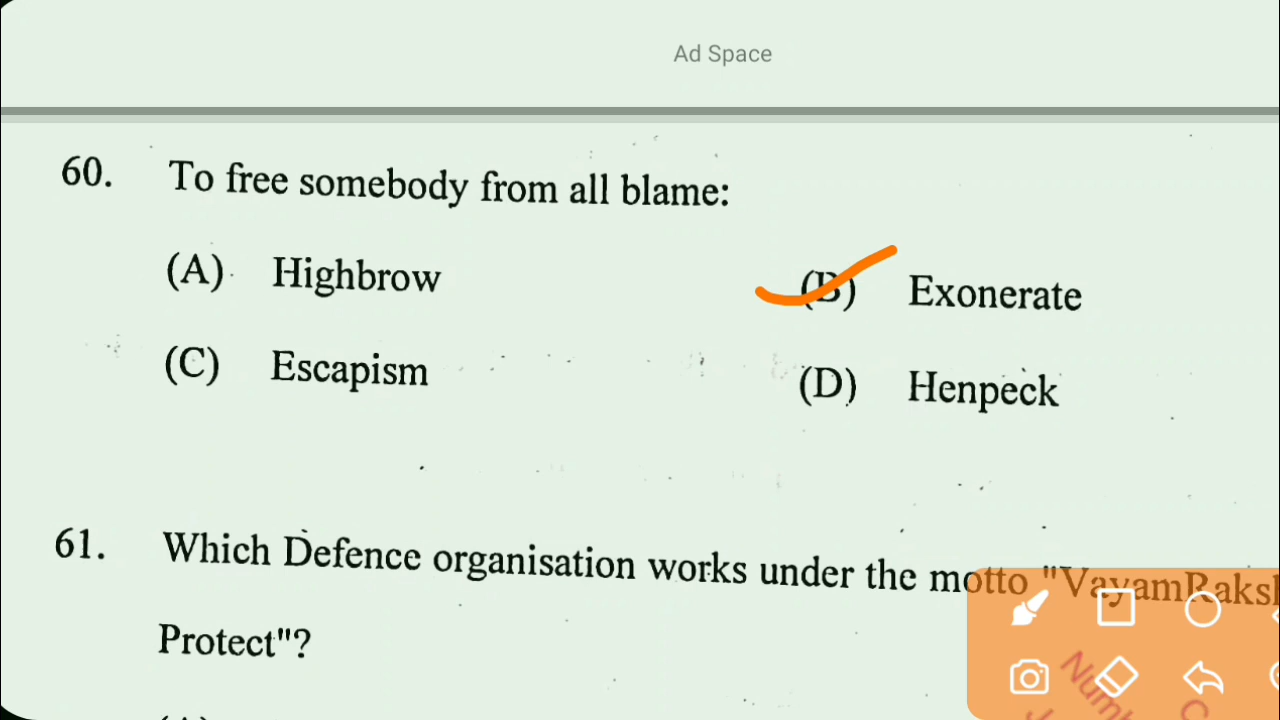 Ad Space
60. To free somebody from all blame:
(A) Highbrow (B) Exonerate
(C) Escapism (D) Henpeck
61. Which Defence organisation works under the motto "VayamRaksh
Protect"?